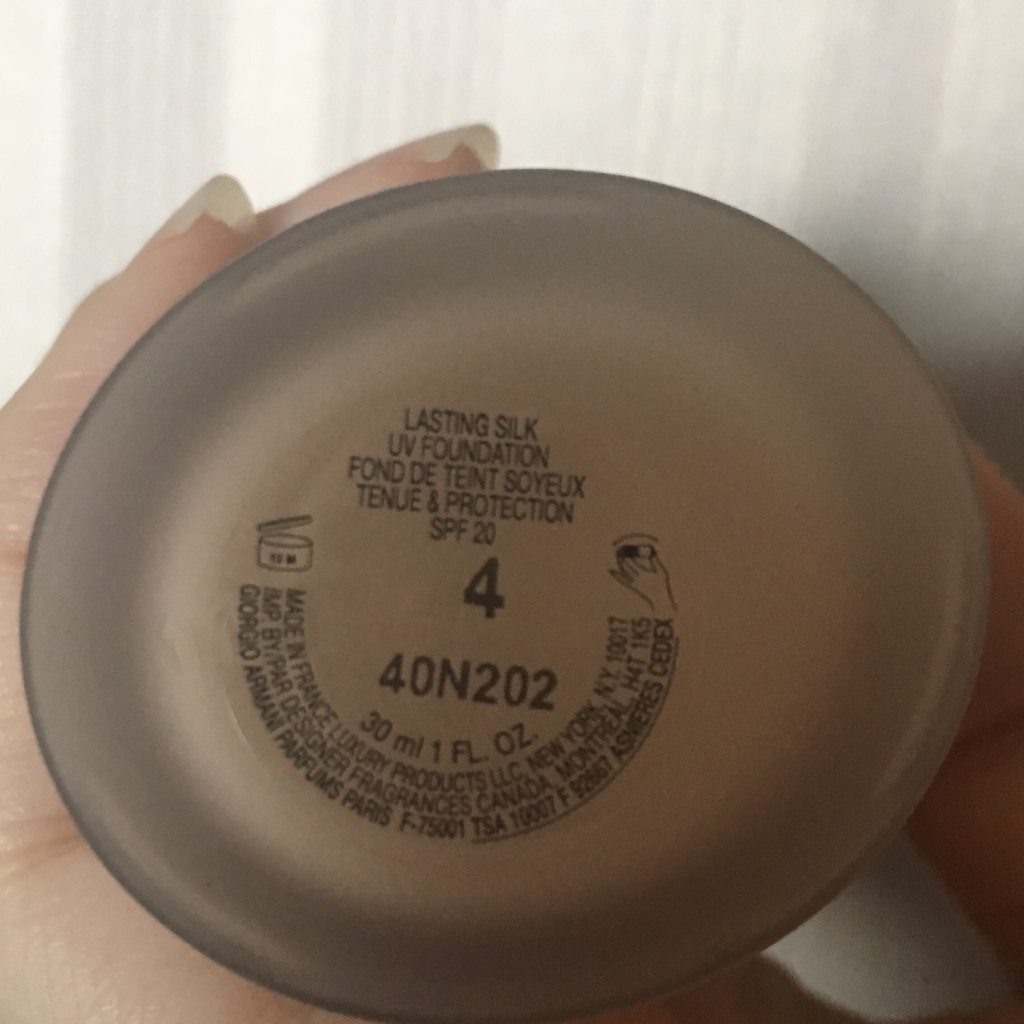 LASTING SILK
UV FOUNDATION
FOND DE TEINT SOYEUX
TENUE & PROTECTION
SPF 20
4
40N202
30 ml 1 FL. OZ.
MADE IN FRANCE LUXURY PRODUCTS LLC, NEW YORK, N.Y. 10017
IMP. BY/PAR DESIGNER FRAGRANCES CANADA, MONTREAL, H4T 1K5
GIORGIO ARMANI PARFUMS PARIS F-75001 TSA 10007 F 92667 ASNIERES CEDEX